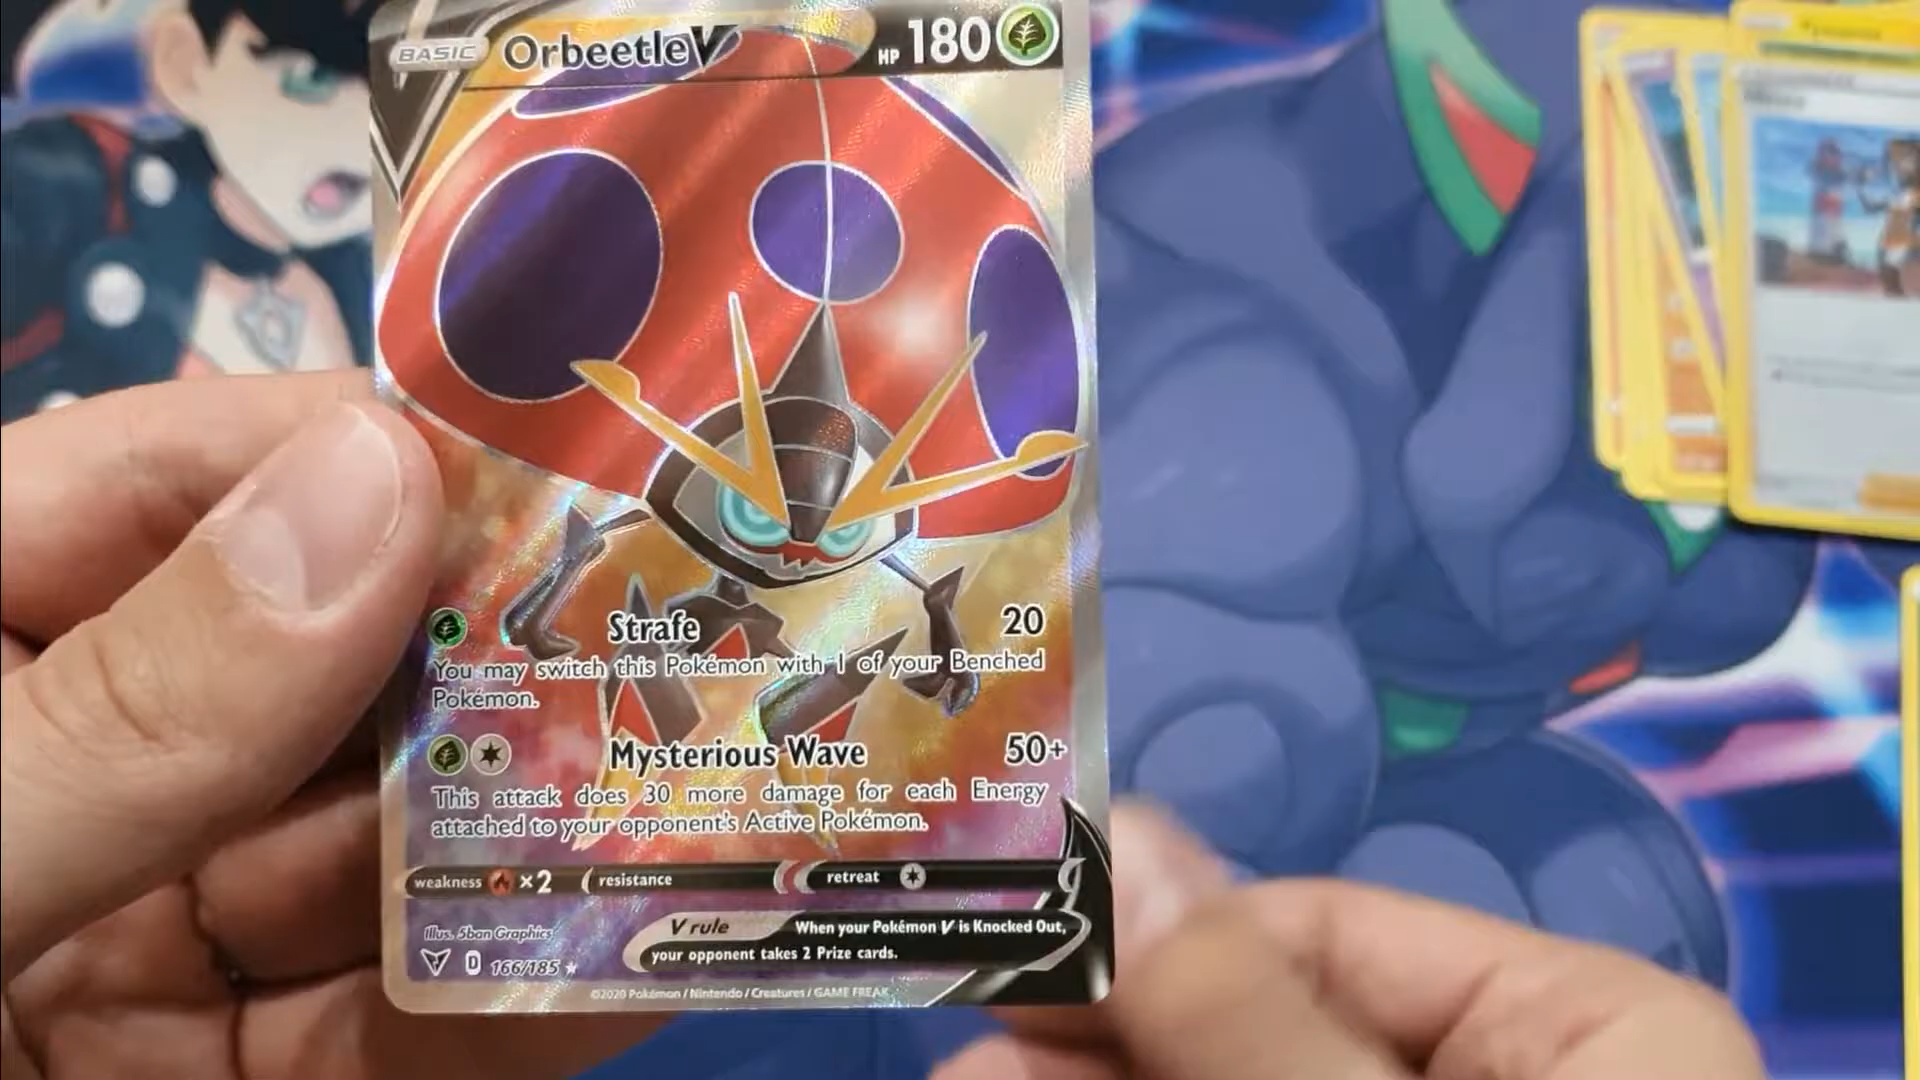 BASIC Orbeetle V HP 180
Strafe 20
You may switch this Pokémon with 1 of your Benched
Pokémon.
Mysterious Wave 50+
This attack does 30 more damage for each Energy
attached to your opponent's Active Pokémon.
weakness ×2 resistance retreat
V rule When your Pokémon V is Knocked Out,
your opponent takes 2 Prize cards.
Illus. 5ban Graphics
D 166/185
©2020 Pokémon / Nintendo / Creatures / GAME FREAK